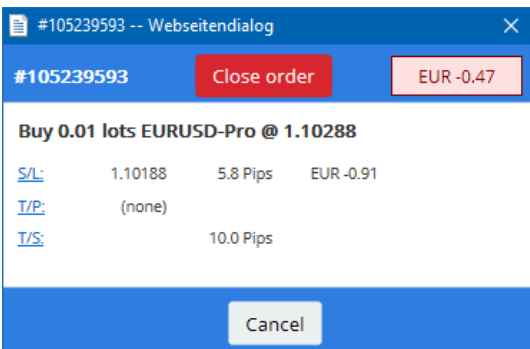 #105239593 -- Webseitendialog
#105239593 Close order EUR -0.47
Buy 0.01 lots EURUSD-Pro @ 1.10288
S/L: 1.10188 5.8 Pips EUR -0.91
T/P: (none)
T/S: 10.0 Pips
Cancel